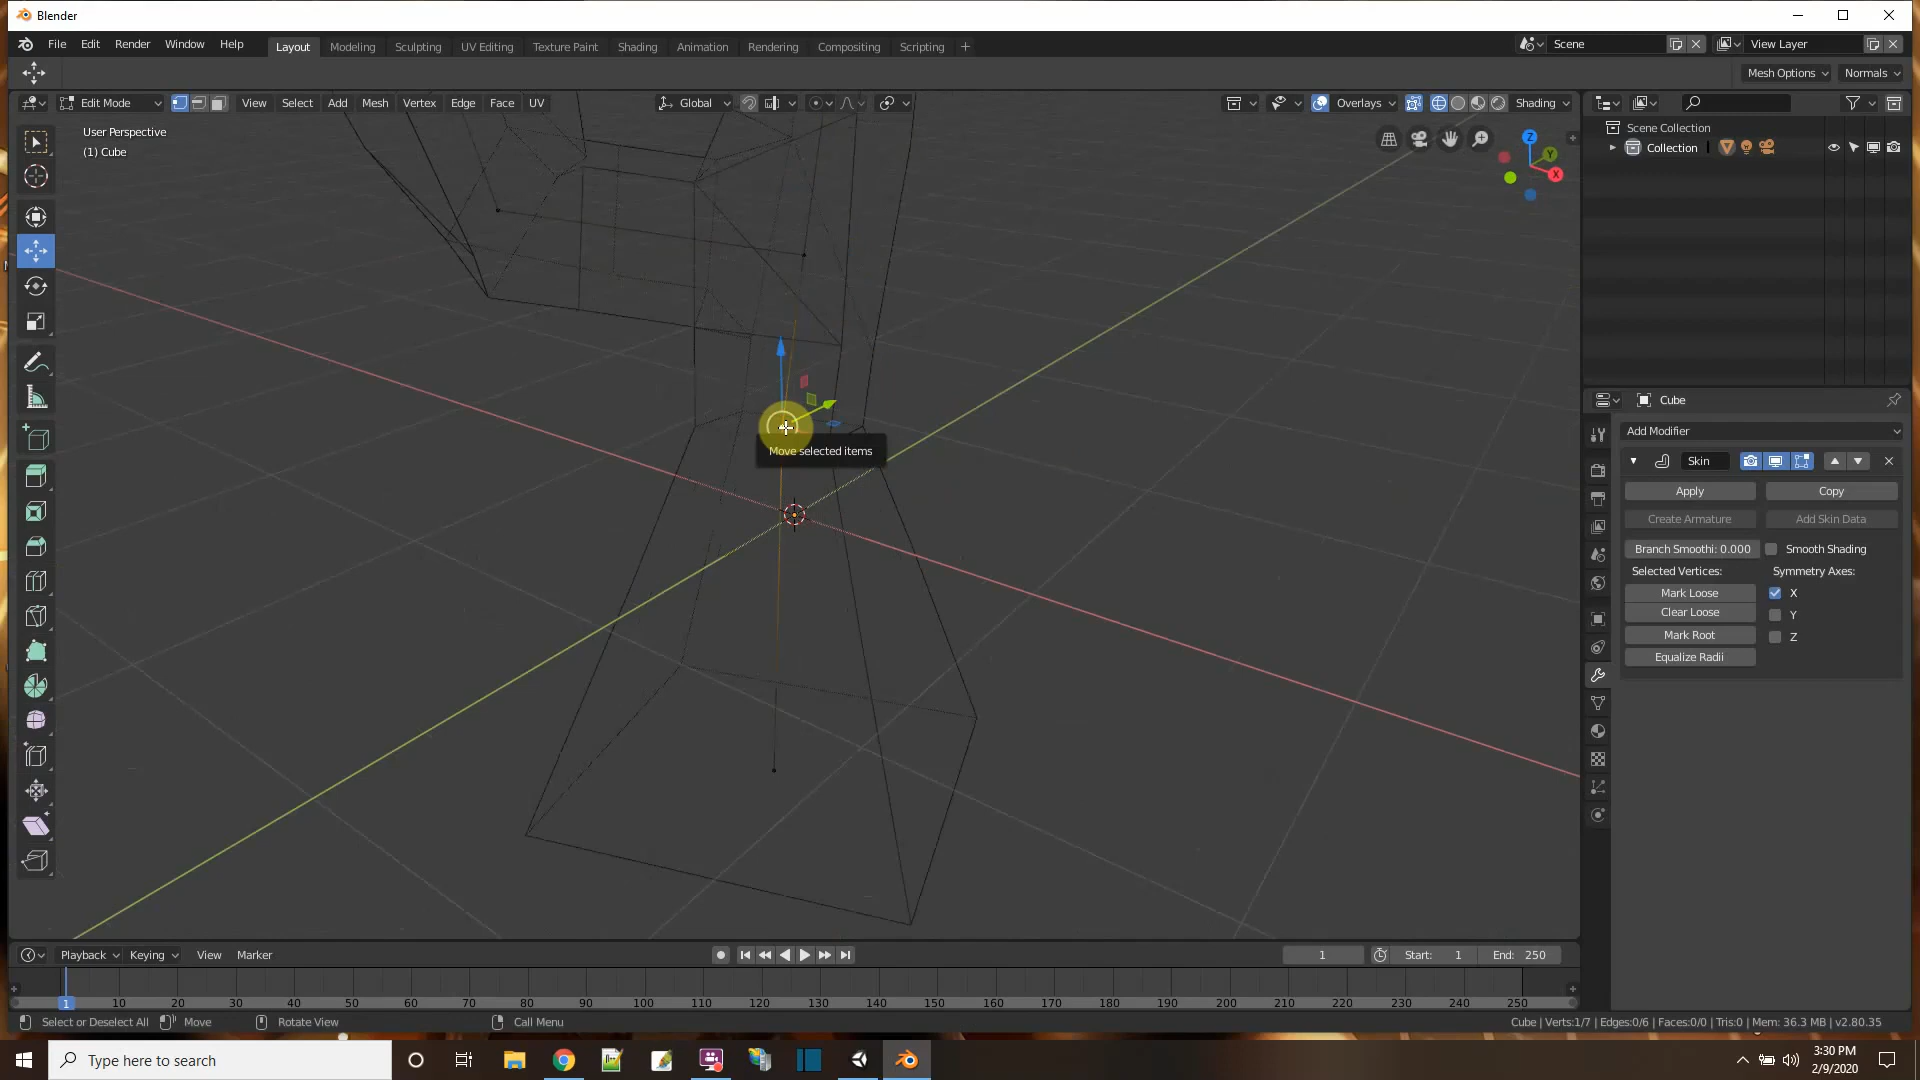 Blender
File Edit Render Window Help
Layout Modeling Sculpting UV Editing Texture Paint Shading Animation Rendering Compositing Scripting +
Scene View Layer
Mesh Options Normals
Edit Mode View Select Add Mesh Vertex Edge Face UV Global Overlays Shading
User Perspective
(1) Cube
Z
Y
X
Scene Collection
Collection
Cube
Add Modifier
Skin
Apply Copy
Create Armature Add Skin Data
Branch Smoothi: 0.000 Smooth Shading
Selected Vertices: Symmetry Axes:
Mark Loose X
Clear Loose Y
Mark Root Z
Equalize Radii
Move selected items
Playback Keying View Marker 1 Start: 1 End: 250
1 10 20 30 40 50 60 70 80 90 100 110 120 130 140 150 160 170 180 190 200 210 220 230 240 250
Select or Deselect All Move Rotate View Call Menu Cube | Verts:1/7 | Edges:0/6 | Faces:0/0 | Tris:0 | Mem: 36.3 MB | v2.80.35
Type here to search
3:30 PM
2/9/2020